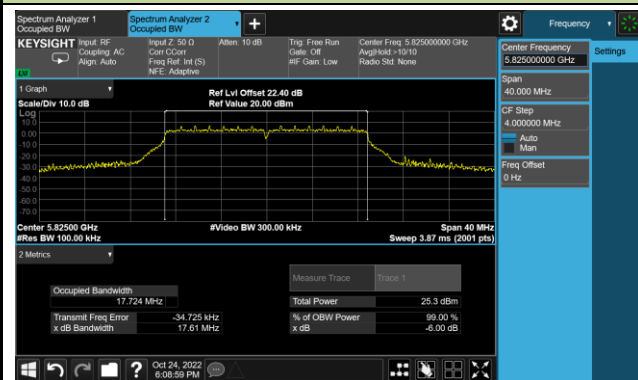 Spectrum Analyzer 1
Occupied BW
Spectrum Analyzer 2
Occupied BW
Frequency
KEYSIGHT
Input: RF
Coupling: AC
Align: Auto
Input Z: 50 Ω
Corr CCorr
Freq Ref: Int (S)
NFE: Adaptive
Atten: 10 dB
Trig: Free Run
Gate: Off
#IF Gain: Low
Center Freq: 5.825000000 GHz
Avg|Hold:>10/10
Radio Std: None
Center Frequency
5.825000000 GHz
Settings
Span
40.000 MHz
CF Step
4.000000 MHz
Auto
Man
Freq Offset
0 Hz
1 Graph
Scale/Div 10.0 dB
Ref Lvl Offset 22.40 dB
Ref Value 20.00 dBm
Log
10.0
0.00
-10.0
-20.0
-30.0
-40.0
-50.0
-60.0
-70.0
Center 5.82500 GHz
#Res BW 100.00 kHz
#Video BW 300.00 kHz
Span 40 MHz
Sweep 3.87 ms (2001 pts)
2 Metrics
Measure Trace
Trace 1
Occupied Bandwidth
17.724 MHz
Total Power
25.3 dBm
Transmit Freq Error
-34.725 kHz
% of OBW Power
99.00 %
x dB Bandwidth
17.61 MHz
x dB
-6.00 dB
Oct 24, 2022
6:08:59 PM